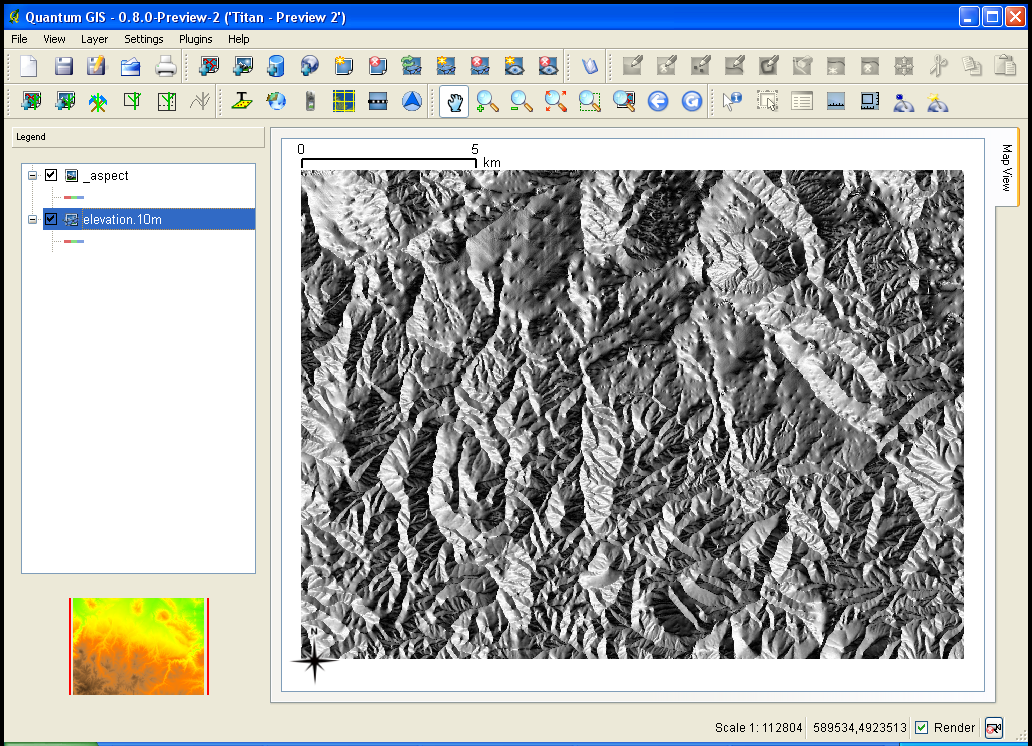 Quantum GIS - 0.8.0-Preview-2 ('Titan - Preview 2')
File View Layer Settings Plugins Help
Legend
_aspect
elevation.10m
0 5
km
Map View
N
Scale 1: 112804 589534,4923513 Render